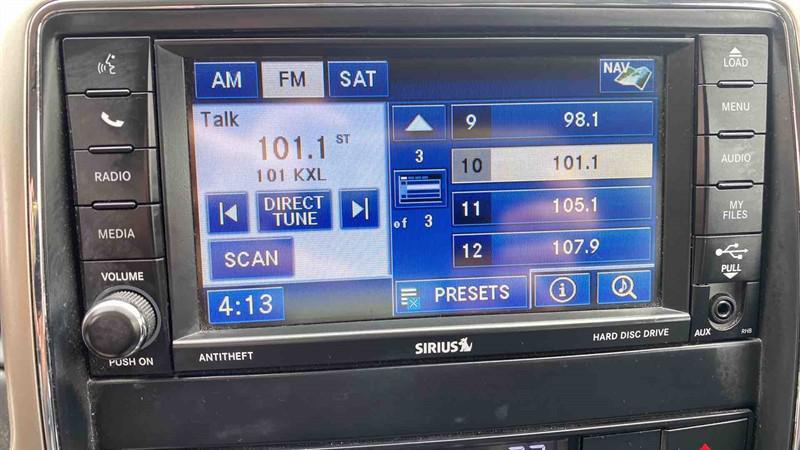 AM FM SAT NAV
Talk
101.1 ST
101 KXL
DIRECT
TUNE
SCAN
4:13
3
of 3
9 98.1
10 101.1
11 105.1
12 107.9
PRESETS
i
RADIO
MEDIA
VOLUME
PUSH ON
LOAD
MENU
AUDIO
MY
FILES
PULL
AUX
RHB
ANTITHEFT
SIRIUS
HARD DISC DRIVE